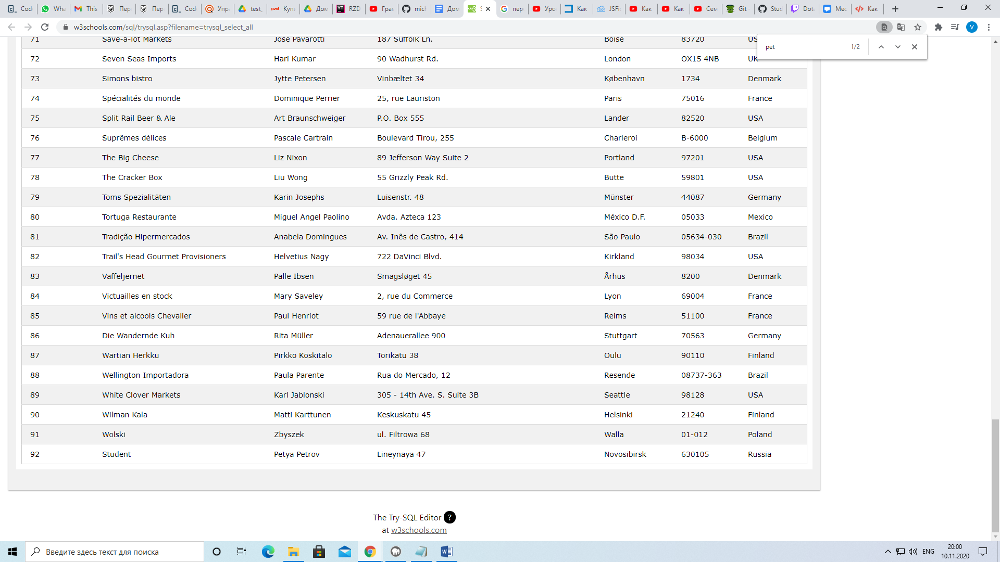 Code Wha This Пер Пер Code Упра test_ Купи Дом RZD Грам mich Дом S пер Уро Как JSFi Как Как Сем Git - Stud Dota Mес Как
w3schools.com/sql/trysql.asp?filename=trysql_select_all
pet 1/2
71 Save-a-lot Markets Jose Pavarotti 187 Suffolk Ln. Boise 83720 US
72 Seven Seas Imports Hari Kumar 90 Wadhurst Rd. London OX15 4NB UK
73 Simons bistro Jytte Petersen Vinbæltet 34 København 1734 Denmark
74 Spécialités du monde Dominique Perrier 25, rue Lauriston Paris 75016 France
75 Split Rail Beer & Ale Art Braunschweiger P.O. Box 555 Lander 82520 USA
76 Suprêmes délices Pascale Cartrain Boulevard Tirou, 255 Charleroi B-6000 Belgium
77 The Big Cheese Liz Nixon 89 Jefferson Way Suite 2 Portland 97201 USA
78 The Cracker Box Liu Wong 55 Grizzly Peak Rd. Butte 59801 USA
79 Toms Spezialitäten Karin Josephs Luisenstr. 48 Münster 44087 Germany
80 Tortuga Restaurante Miguel Angel Paolino Avda. Azteca 123 México D.F. 05033 Mexico
81 Tradição Hipermercados Anabela Domingues Av. Inês de Castro, 414 São Paulo 05634-030 Brazil
82 Trail's Head Gourmet Provisioners Helvetius Nagy 722 DaVinci Blvd. Kirkland 98034 USA
83 Vaffeljernet Palle Ibsen Smagsløget 45 Århus 8200 Denmark
84 Victuailles en stock Mary Saveley 2, rue du Commerce Lyon 69004 France
85 Vins et alcools Chevalier Paul Henriot 59 rue de l'Abbaye Reims 51100 France
86 Die Wandernde Kuh Rita Müller Adenauerallee 900 Stuttgart 70563 Germany
87 Wartian Herkku Pirkko Koskitalo Torikatu 38 Oulu 90110 Finland
88 Wellington Importadora Paula Parente Rua do Mercado, 12 Resende 08737-363 Brazil
89 White Clover Markets Karl Jablonski 305 - 14th Ave. S. Suite 3B Seattle 98128 USA
90 Wilman Kala Matti Karttunen Keskuskatu 45 Helsinki 21240 Finland
91 Wolski Zbyszek ul. Filtrowa 68 Walla 01-012 Poland
92 Student Petya Petrov Lineynaya 47 Novosibirsk 630105 Russia
The Try-SQL Editor ?
at w3schools.com
Введите здесь текст для поиска
ENG 20:00
10.11.2020